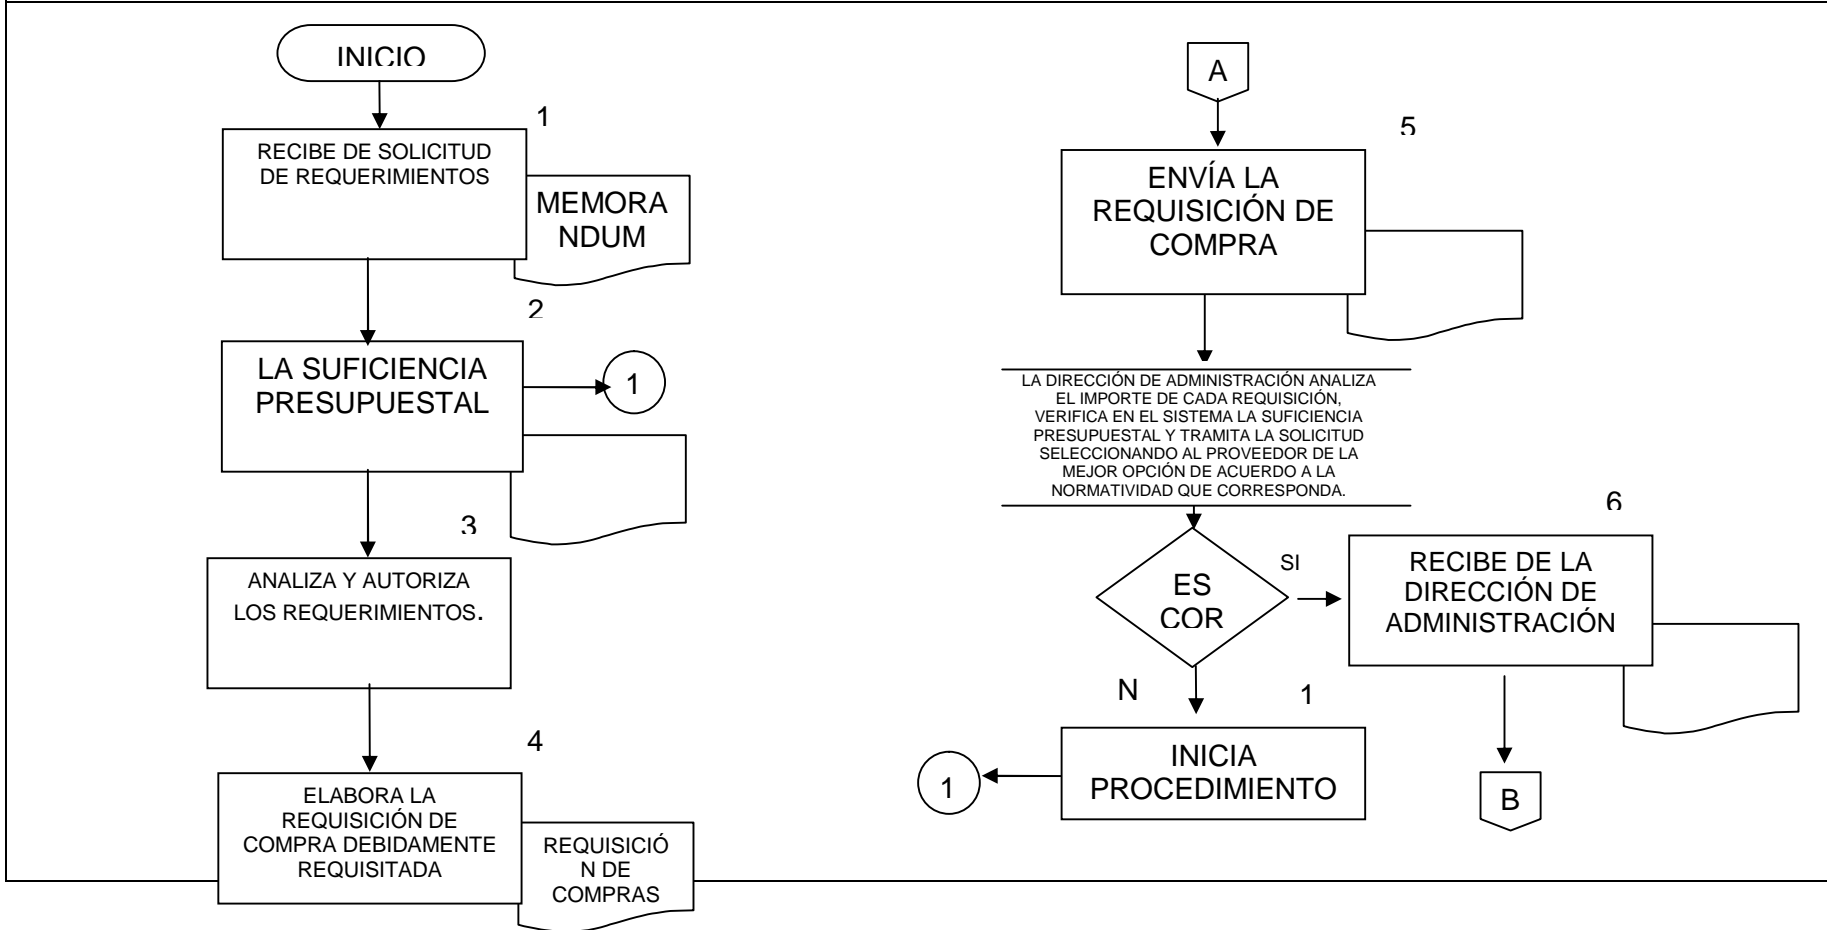 INICIO
1
RECIBE DE SOLICITUD
DE REQUERIMIENTOS
MEMORA
NDUM
2
LA SUFICIENCIA
PRESUPUESTAL
1
3
ANALIZA Y AUTORIZA
LOS REQUERIMIENTOS.
4
ELABORA LA
REQUISICIÓN DE
COMPRA DEBIDAMENTE
REQUISITADA
REQUISICIÓ
N DE
COMPRAS
A
5
ENVÍA LA
REQUISICIÓN DE
COMPRA
LA DIRECCIÓN DE ADMINISTRACIÓN ANALIZA
EL IMPORTE DE CADA REQUISICIÓN,
VERIFICA EN EL SISTEMA LA SUFICIENCIA
PRESUPUESTAL Y TRAMITA LA SOLICITUD
SELECCIONANDO AL PROVEEDOR DE LA
MEJOR OPCIÓN DE ACUERDO A LA
NORMATIVIDAD QUE CORRESPONDA.
ES
COR
SI
6
RECIBE DE LA
DIRECCIÓN DE
ADMINISTRACIÓN
N
1
INICIA
PROCEDIMIENTO
1
B